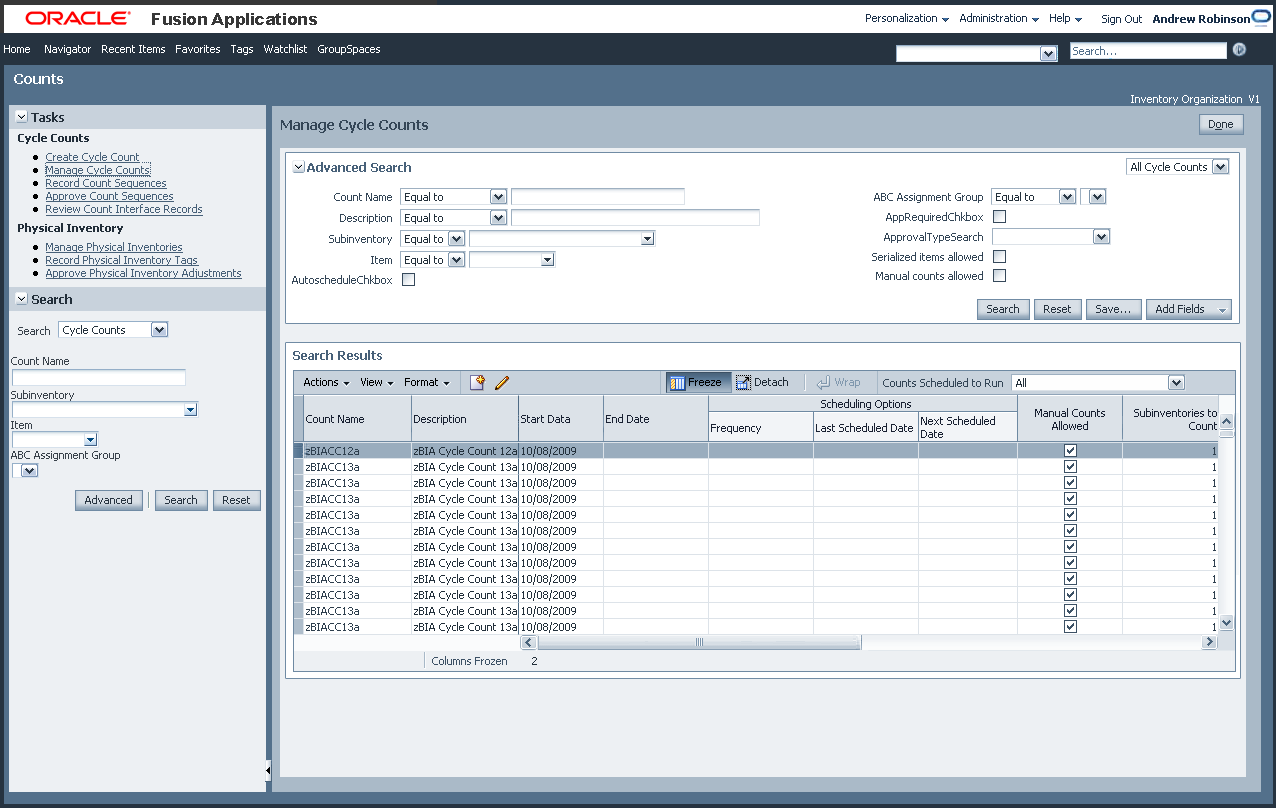 ORACLE® Fusion Applications
Personalization Administration Help Sign Out Andrew Robinson
Home Navigator Recent Items Favorites Tags Watchlist GroupSpaces
Search...
Counts
Inventory Organization V1
Tasks
Cycle Counts
Create Cycle Count
Manage Cycle Counts
Record Count Sequences
Approve Count Sequences
Review Count Interface Records
Physical Inventory
Manage Physical Inventories
Record Physical Inventory Tags
Approve Physical Inventory Adjustments
Search
Search Cycle Counts
Count Name
Subinventory
Item
ABC Assignment Group
Advanced Search Reset
Manage Cycle Counts
Done
Advanced Search
All Cycle Counts
Count Name Equal to
Description Equal to
Subinventory Equal to
Item Equal to
AutoscheduleChkbox
ABC Assignment Group Equal to
AppRequiredChkbox
ApprovalTypeSearch
Serialized items allowed
Manual counts allowed
Search Reset Save... Add Fields
Search Results
Actions View Format Freeze Detach Wrap Counts Scheduled to Run All
Scheduling Options
Count Name Description Start Data End Date Frequency Last Scheduled Date Next Scheduled Date Manual Counts Allowed Subinventories to Count
zBIACC12a zBIA Cycle Count 12a 10/08/2009 1
zBIACC13a zBIA Cycle Count 13a 10/08/2009 1
zBIACC13a zBIA Cycle Count 13a 10/08/2009 1
zBIACC13a zBIA Cycle Count 13a 10/08/2009 1
zBIACC13a zBIA Cycle Count 13a 10/08/2009 1
zBIACC13a zBIA Cycle Count 13a 10/08/2009 1
zBIACC13a zBIA Cycle Count 13a 10/08/2009 1
zBIACC13a zBIA Cycle Count 13a 10/08/2009 1
zBIACC13a zBIA Cycle Count 13a 10/08/2009 1
zBIACC13a zBIA Cycle Count 13a 10/08/2009 1
zBIACC13a zBIA Cycle Count 13a 10/08/2009 1
zBIACC13a zBIA Cycle Count 13a 10/08/2009 1
Columns Frozen 2